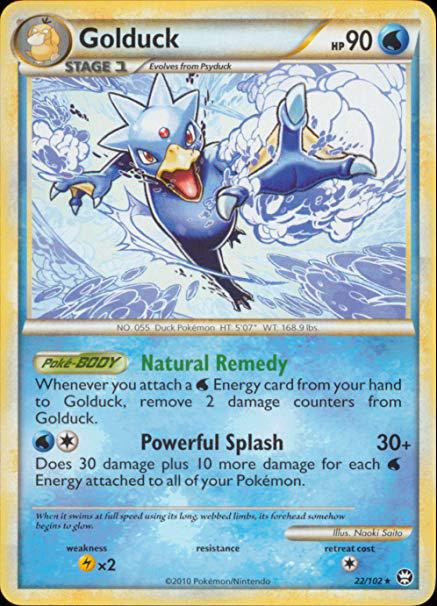 Golduck
HP 90
STAGE 1
Evolves from Psyduck
NO. 055 Duck Pokémon HT: 5'07" WT: 168.9 lbs.
Poké-BODY Natural Remedy
Whenever you attach a Energy card from your hand
to Golduck, remove 2 damage counters from
Golduck.
Powerful Splash 30+
Does 30 damage plus 10 more damage for each
Energy attached to all of your Pokémon.
When it swims at full speed using its long, webbed limbs, its forehead somehow
begins to glow.
Illus. Naoki Saito
weakness resistance retreat cost
×2
©2010 Pokémon/Nintendo 22/102 ★